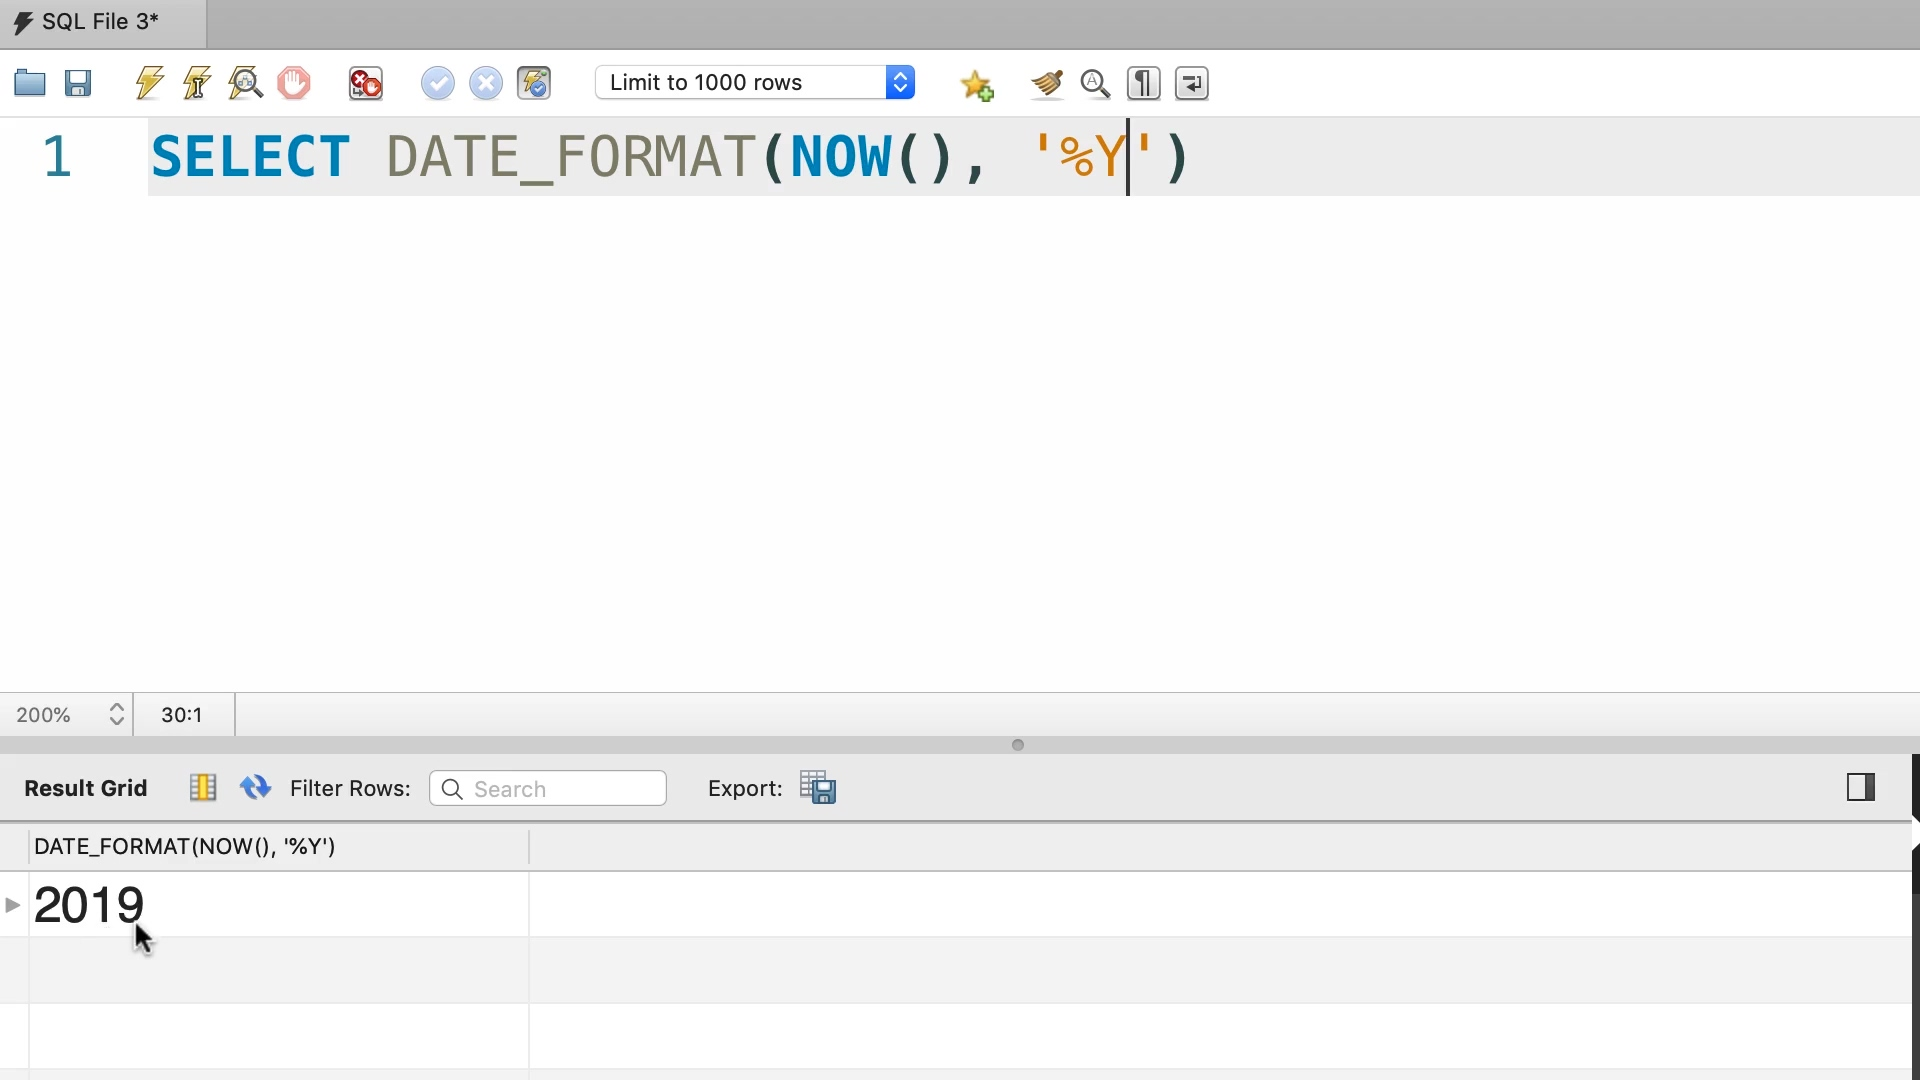 SQL File 3*
Limit to 1000 rows
1 SELECT DATE_FORMAT(NOW(), '%Y')
200% 30:1
Result Grid Filter Rows: Search Export:
DATE_FORMAT(NOW(), '%Y')
2019